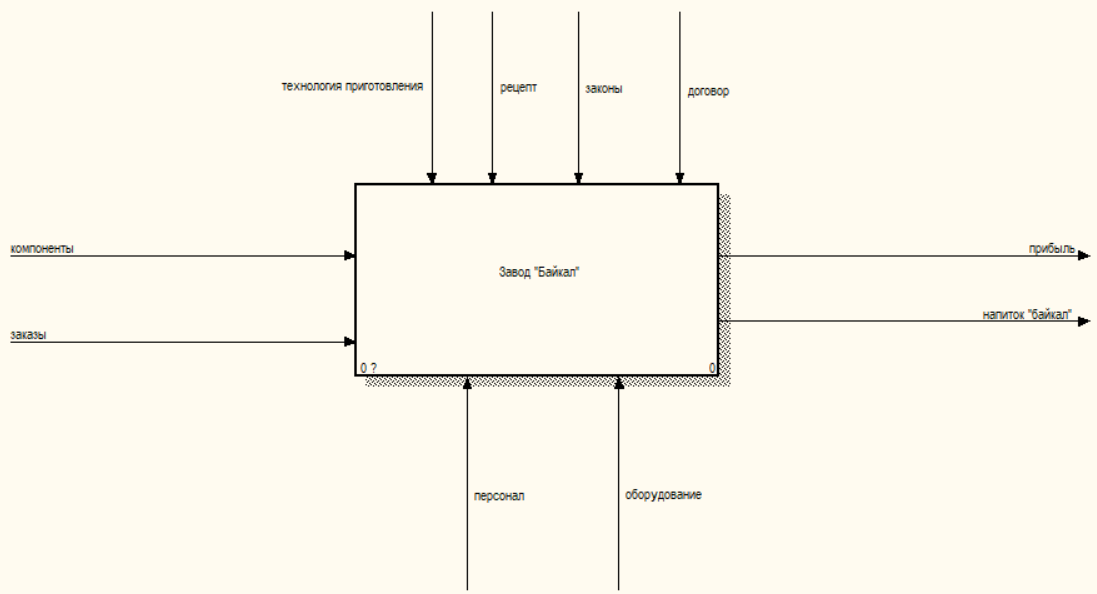 технология приготовления
рецепт
законы
договор
компоненты
прибыль
Завод "Байкал"
напиток "байкал"
заказы
0 ?
0
персонал
оборудование